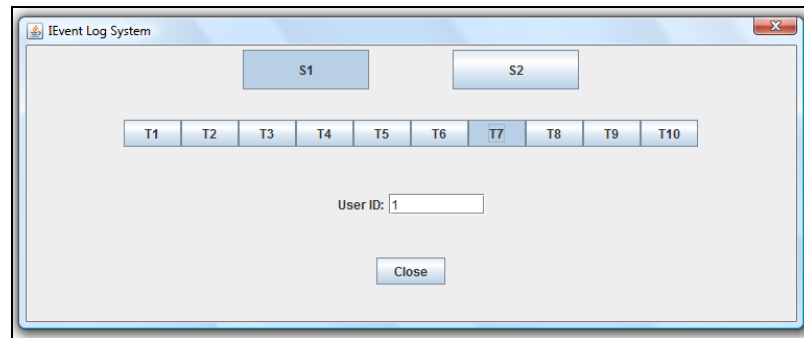 IEvent Log System
S1 S2
T1 T2 T3 T4 T5 T6 T7 T8 T9 T10
User ID: 1
Close